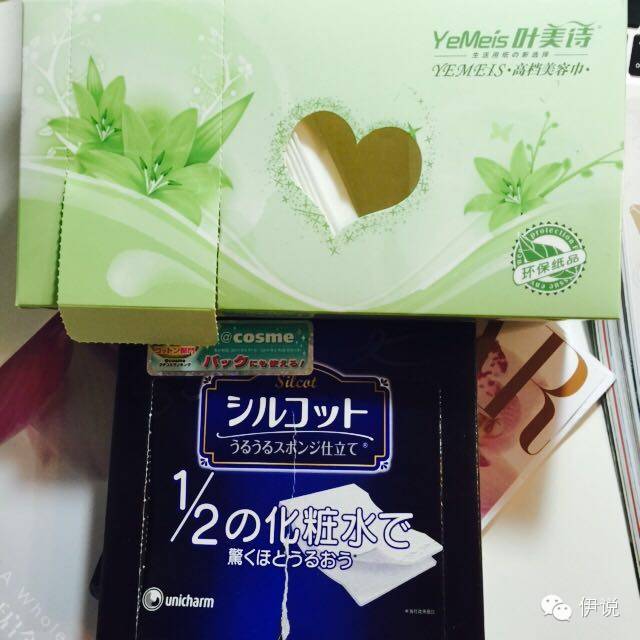 YeMeis 叶美诗®
生活用纸の新选择
YEMEIS·高档美容巾·
protection
环保纸品
@cosme
パックにも使える!
Silcot
シルコット
うるうるスポンジ仕立て®
1/2の化粧水で
驚くほどうるおう
unicharm
R
伊说